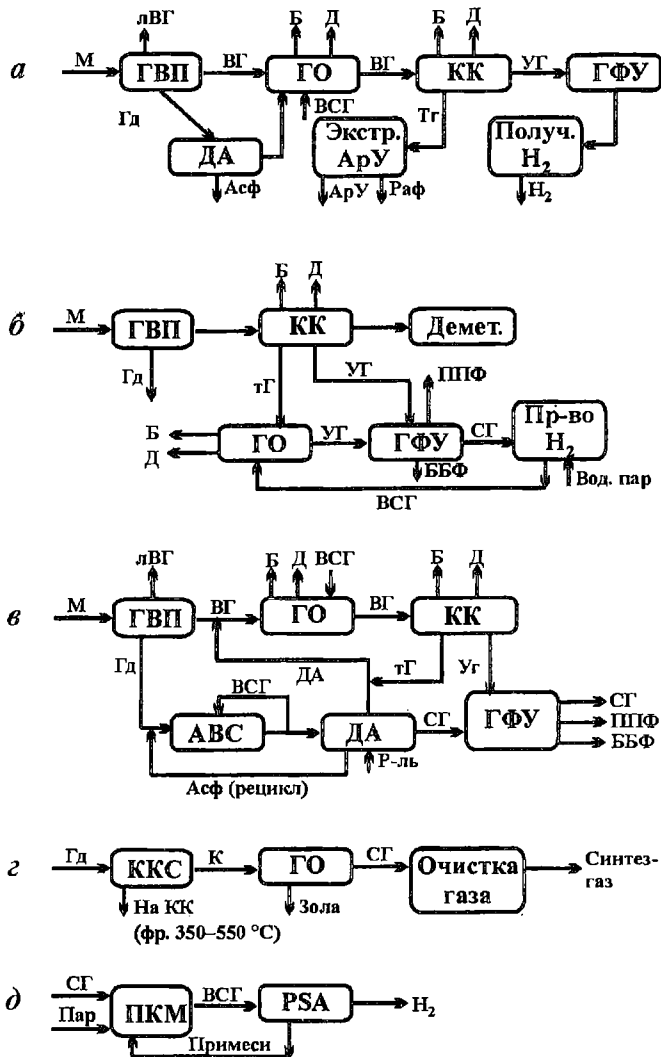 а
лВГ
Б
Д
Б
Д
М
ГВП
ВГ
ГО
ВГ
КК
УГ
ГФУ
Гд
ВСГ
Тг
ДА
Экстр.
АрУ
Получ.
H₂
Асф
АрУ
Раф
H₂
б
Б
Д
М
ГВП
КК
Демет.
Гд
тГ
УГ
ППФ
Б
Д
ГО
УГ
ГФУ
СГ
Пр-во
H₂
ББФ
ВСГ
Вод. пар
в
лВГ
Б
Д
ВСГ
Б
Д
М
ГВП
ВГ
ГО
ВГ
КК
Гд
ДА
тГ
Уг
ВСГ
АВС
ДА
СГ
ГФУ
СГ
ППФ
ББФ
Р-ль
Асф (рецикл)
г
Гд
ККС
К
ГО
СГ
Очистка
газа
Синтез-
газ
На КК
(фр. 350–550 °С)
Зола
д
СГ
Пар
ПКМ
ВСГ
PSA
H₂
Примеси